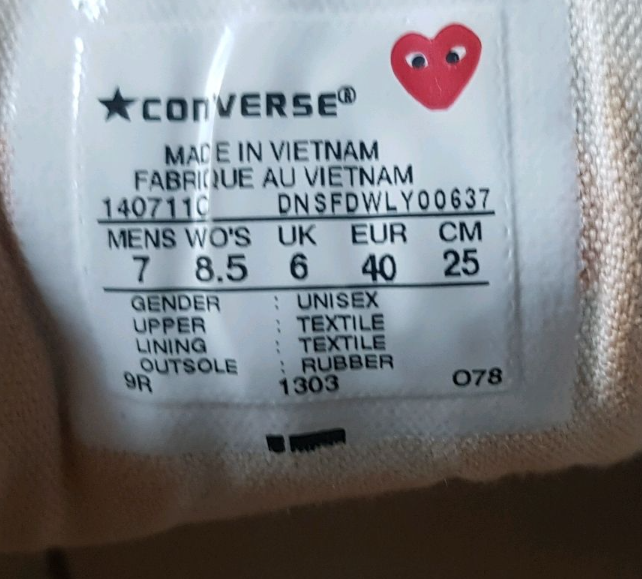 ★CONVERSE®
MADE IN VIETNAM
FABRIQUE AU VIETNAM
140711C DNSFDWLY00637
MENS WO'S UK EUR CM
7 8.5 6 40 25
GENDER : UNISEX
UPPER : TEXTILE
LINING : TEXTILE
OUTSOLE : RUBBER
9R 1303 O78